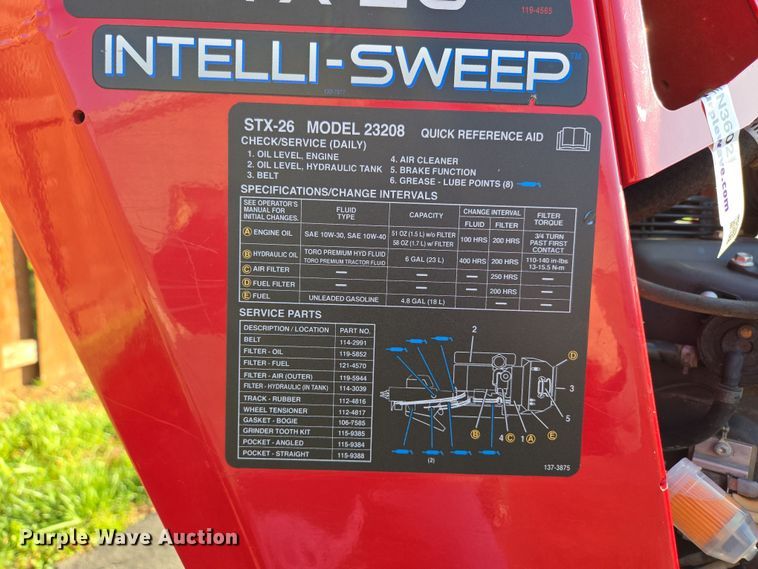 119-4565
INTELLI-SWEEP™
STX-26 MODEL 23208 QUICK REFERENCE AID
CHECK/SERVICE (DAILY)
1. OIL LEVEL, ENGINE 4. AIR CLEANER
2. OIL LEVEL, HYDRAULIC TANK 5. BRAKE FUNCTION
3. BELT 6. GREASE - LUBE POINTS (8)
SPECIFICATIONS/CHANGE INTERVALS
SEE OPERATOR'S MANUAL FOR INITIAL CHANGES. FLUID TYPE CAPACITY CHANGE INTERVAL FLUID FILTER FILTER TORQUE
A ENGINE OIL SAE 10W-30, SAE 10W-40 51 OZ (1.5 L) w/o FILTER 58 OZ (1.7 L) w/ FILTER 100 HRS 200 HRS 3/4 TURN PAST FIRST CONTACT
B HYDRAULIC OIL TORO PREMIUM HYD FLUID TORO PREMIUM TRACTOR FLUID 6 GAL (23 L) 400 HRS 200 HRS 110-140 in-lbs 13-15.5 N-m
C AIR FILTER — — — 250 HRS —
D FUEL FILTER — — — 200 HRS —
E FUEL UNLEADED GASOLINE 4.8 GAL (18 L) — — —
SERVICE PARTS
DESCRIPTION / LOCATION PART NO.
BELT 114-2991
FILTER - OIL 119-5852
FILTER - FUEL 121-4570
FILTER - AIR (OUTER) 119-5944
FILTER - HYDRAULIC (IN TANK) 114-3039
TRACK - RUBBER 112-4816
WHEEL TENSIONER 112-4817
GASKET - BOGIE 106-7585
GRINDER TOOTH KIT 115-9385
POCKET - ANGLED 115-9384
POCKET - STRAIGHT 115-9388
2
D
3
5
B 4 C 1 A E
(2)
137-3875
Purple Wave Auction